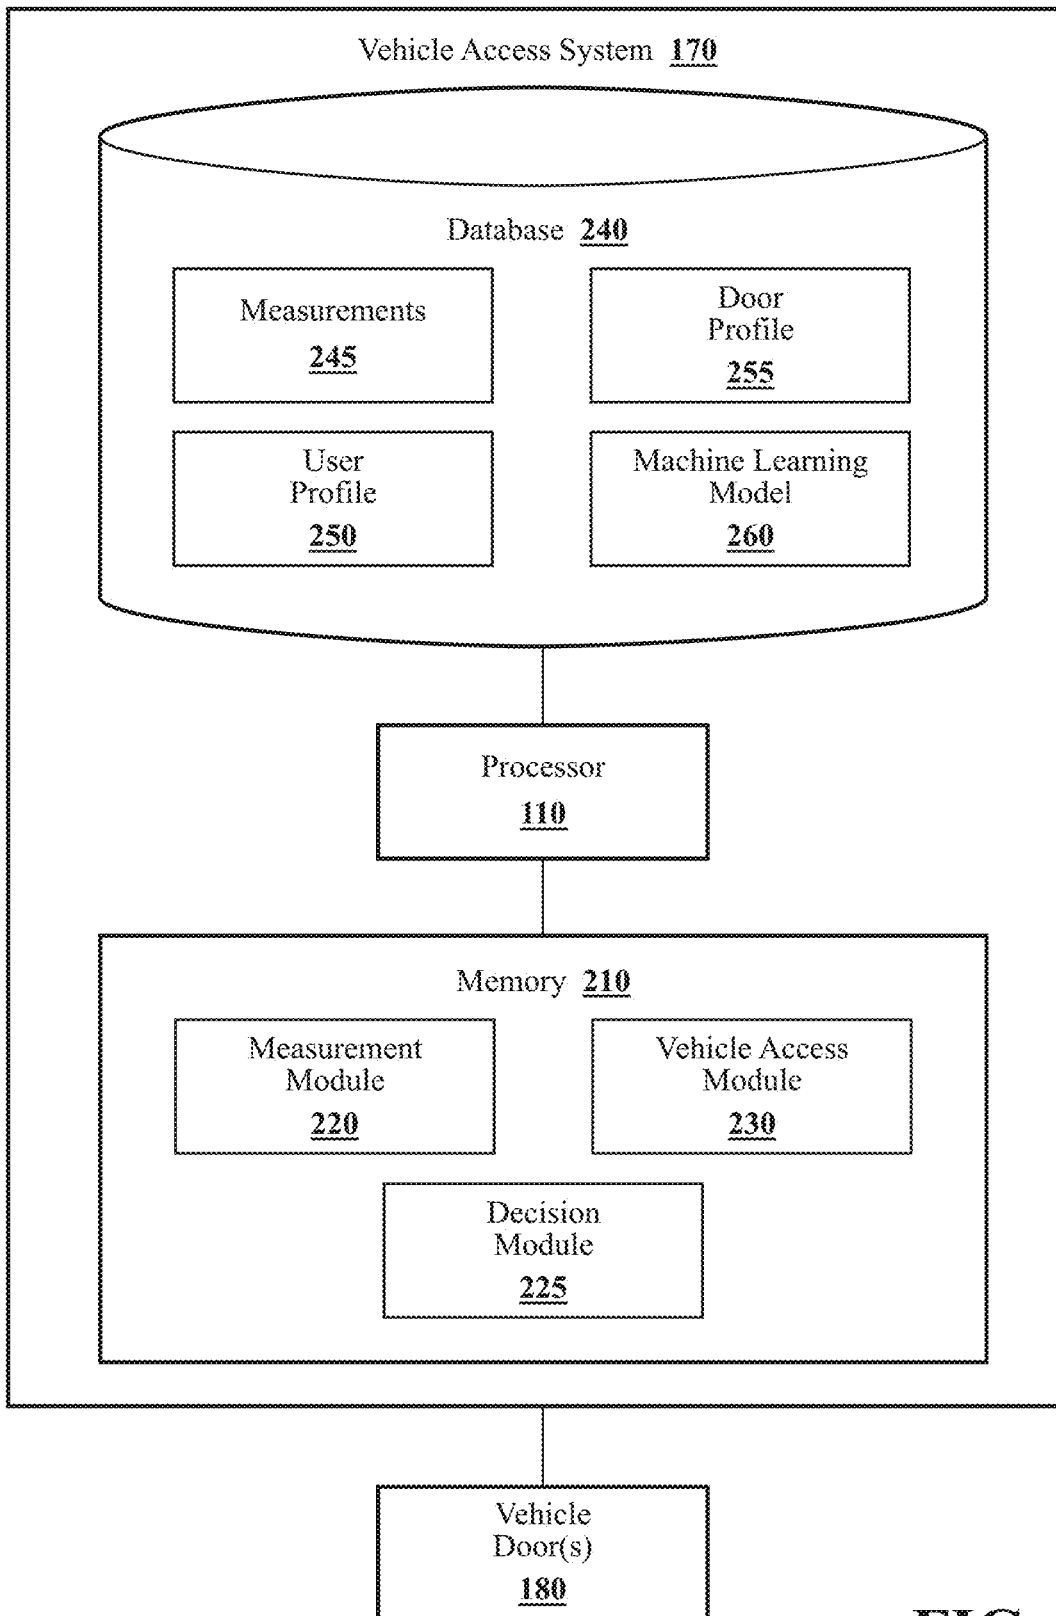 Vehicle Access System 170
Database 240
Measurements
245
Door
Profile
255
User
Profile
250
Machine Learning
Model
260
Processor
110
Memory 210
Measurement
Module
220
Vehicle Access
Module
230
Decision
Module
225
Vehicle
Door(s)
180